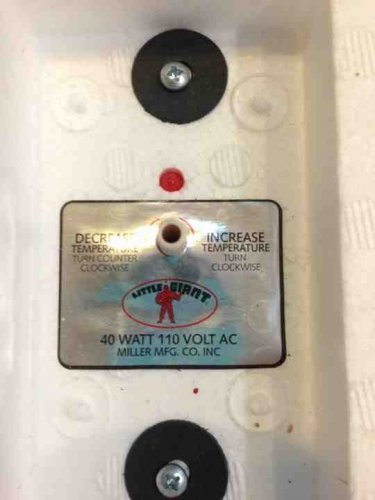 DECREASE INCREASE
TEMPERATURE TEMPERATURE
TURN COUNTER TURN
CLOCKWISE CLOCKWISE
LITTLE GIANT
40 WATT 110 VOLT AC
MILLER MFG. CO. INC